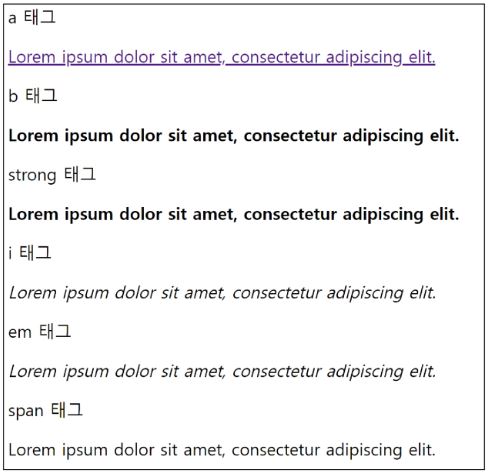 a 태그
Lorem ipsum dolor sit amet, consectetur adipiscing elit.
b 태그
Lorem ipsum dolor sit amet, consectetur adipiscing elit.
strong 태그
Lorem ipsum dolor sit amet, consectetur adipiscing elit.
i 태그
Lorem ipsum dolor sit amet, consectetur adipiscing elit.
em 태그
Lorem ipsum dolor sit amet, consectetur adipiscing elit.
span 태그
Lorem ipsum dolor sit amet, consectetur adipiscing elit.